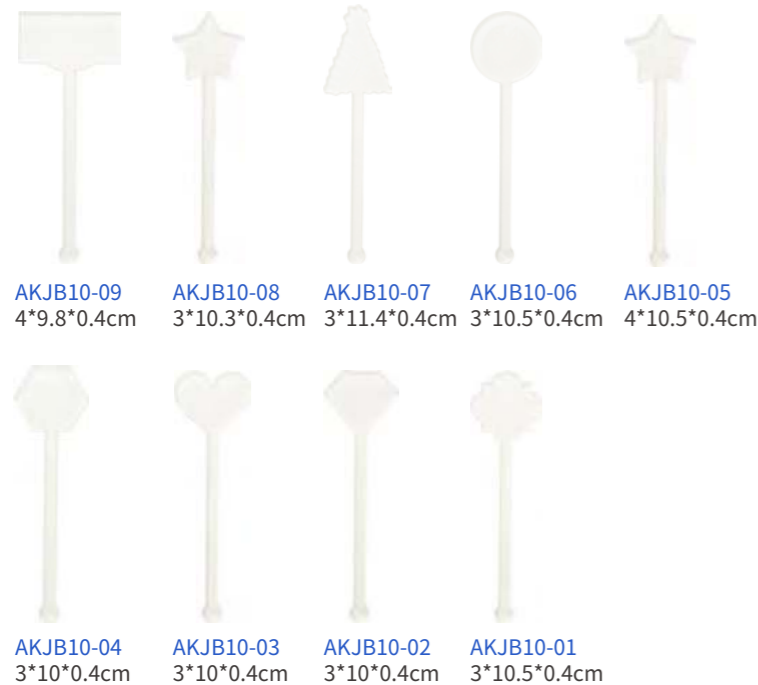 AKJB10-09
4*9.8*0.4cm
AKJB10-08
3*10.3*0.4cm
AKJB10-07
3*11.4*0.4cm
AKJB10-06
3*10.5*0.4cm
AKJB10-05
4*10.5*0.4cm
AKJB10-04
3*10*0.4cm
AKJB10-03
3*10*0.4cm
AKJB10-02
3*10*0.4cm
AKJB10-01
3*10.5*0.4cm